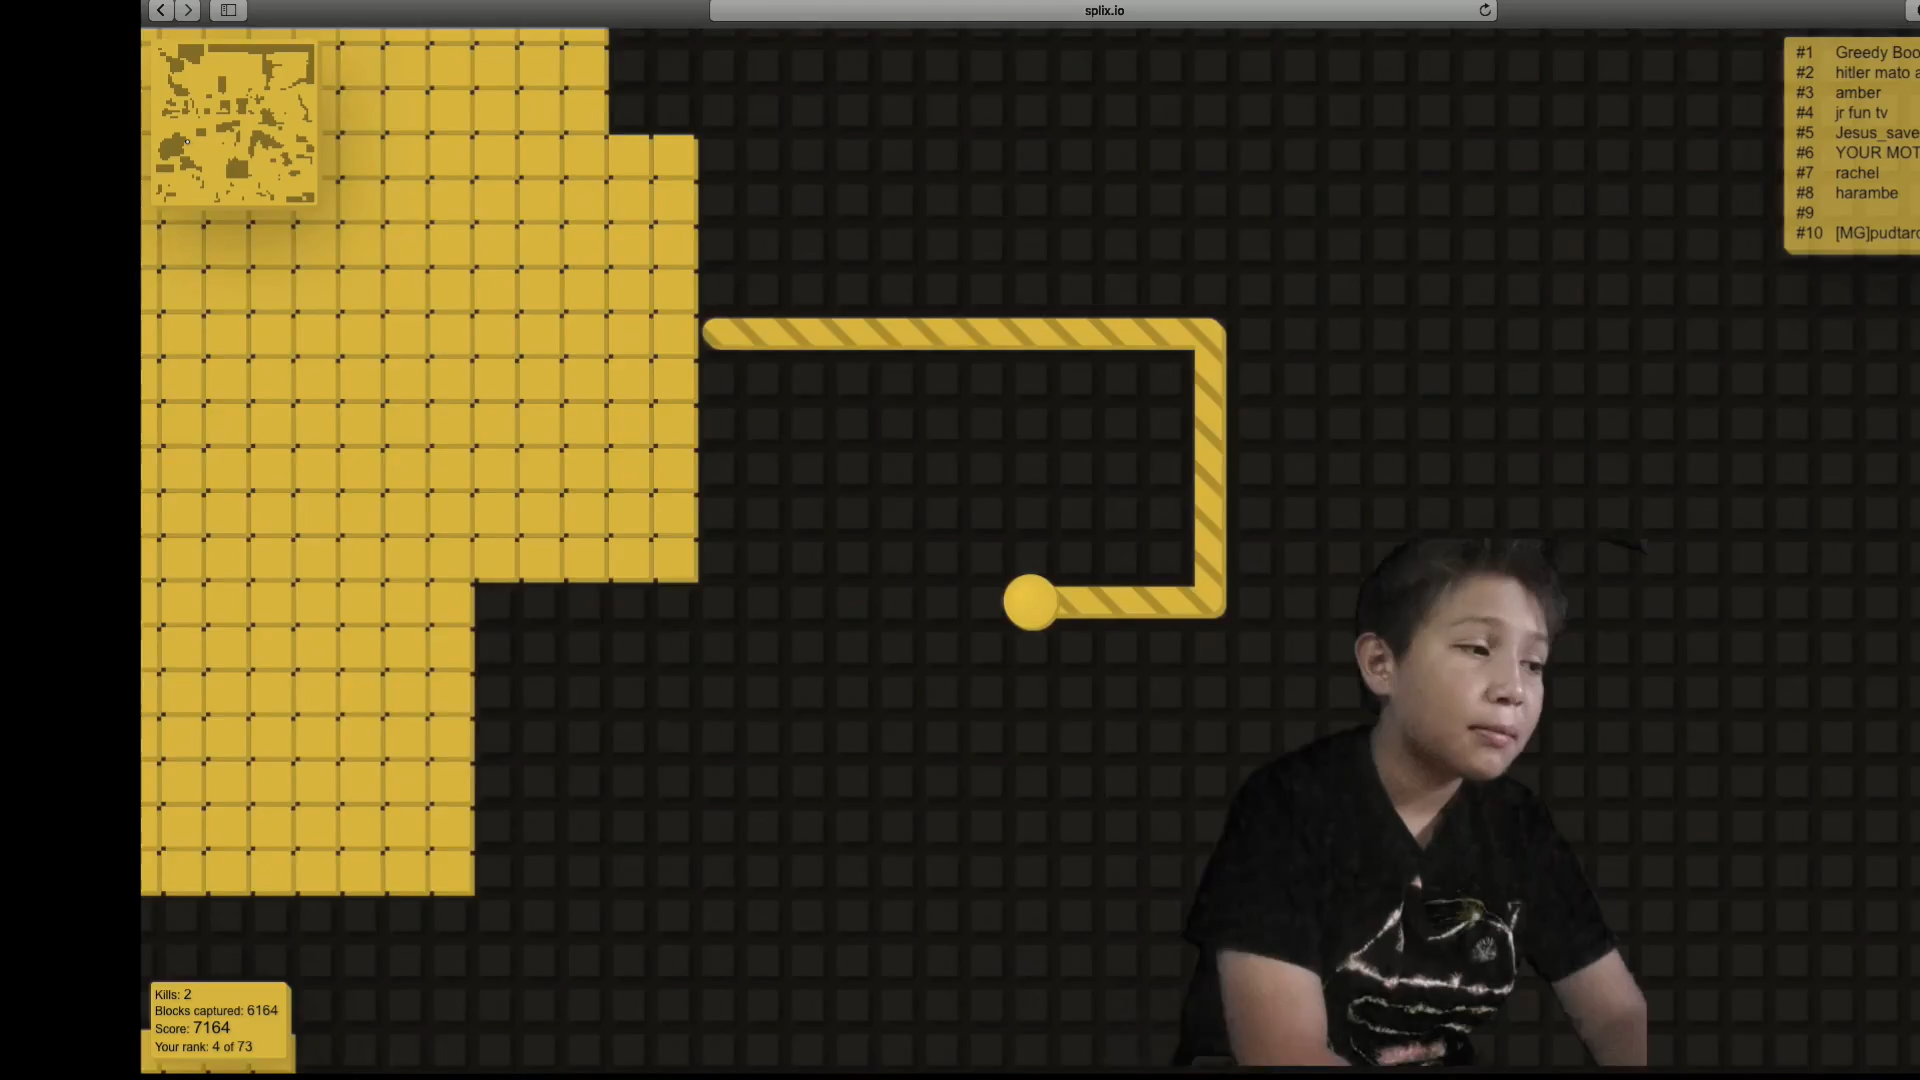 splix.io
#1 Greedy Boo
#2 hitler mato a
#3 amber
#4 jr fun tv
#5 Jesus_save
#6 YOUR MOT
#7 rachel
#8 harambe
#9
#10 [MG]pudtard
Kills: 2
Blocks captured: 6164
Score: 7164
Your rank: 4 of 73